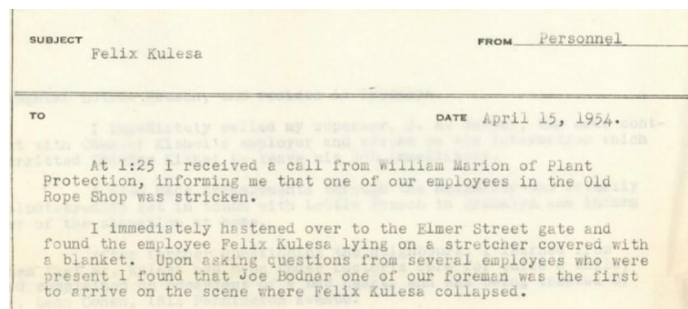 SUBJECT
FROM Personnel
Felix Kulesa
TO
DATE April 15, 1954.
At 1:25 I received a call from William Marion of Plant
Protection, informing me that one of our employees in the Old
Rope Shop was stricken.
I immediately hastened over to the Elmer Street gate and
found the employee Felix Kulesa lying on a stretcher covered with
a blanket. Upon asking questions from several employees who were
present I found that Joe Bodnar one of our foreman was the first
to arrive on the scene where Felix Kulesa collapsed.